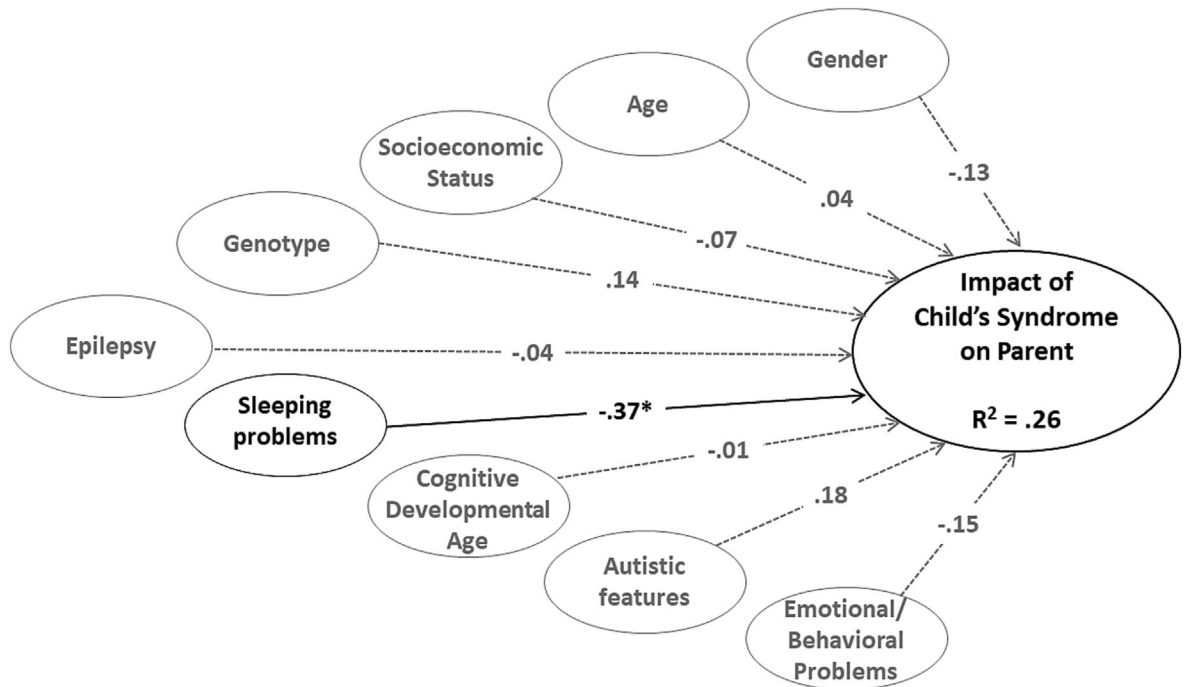 Gender
Age
-.13
Socioeconomic
Status
.04
Genotype
-.07
.14
Impact of
Child’s Syndrome
on Parent
R² = .26
Epilepsy
-.04
Sleeping
problems
-.37*
-.01
Cognitive
Developmental
Age
.18
Autistic
features
-.15
Emotional/
Behavioral
Problems